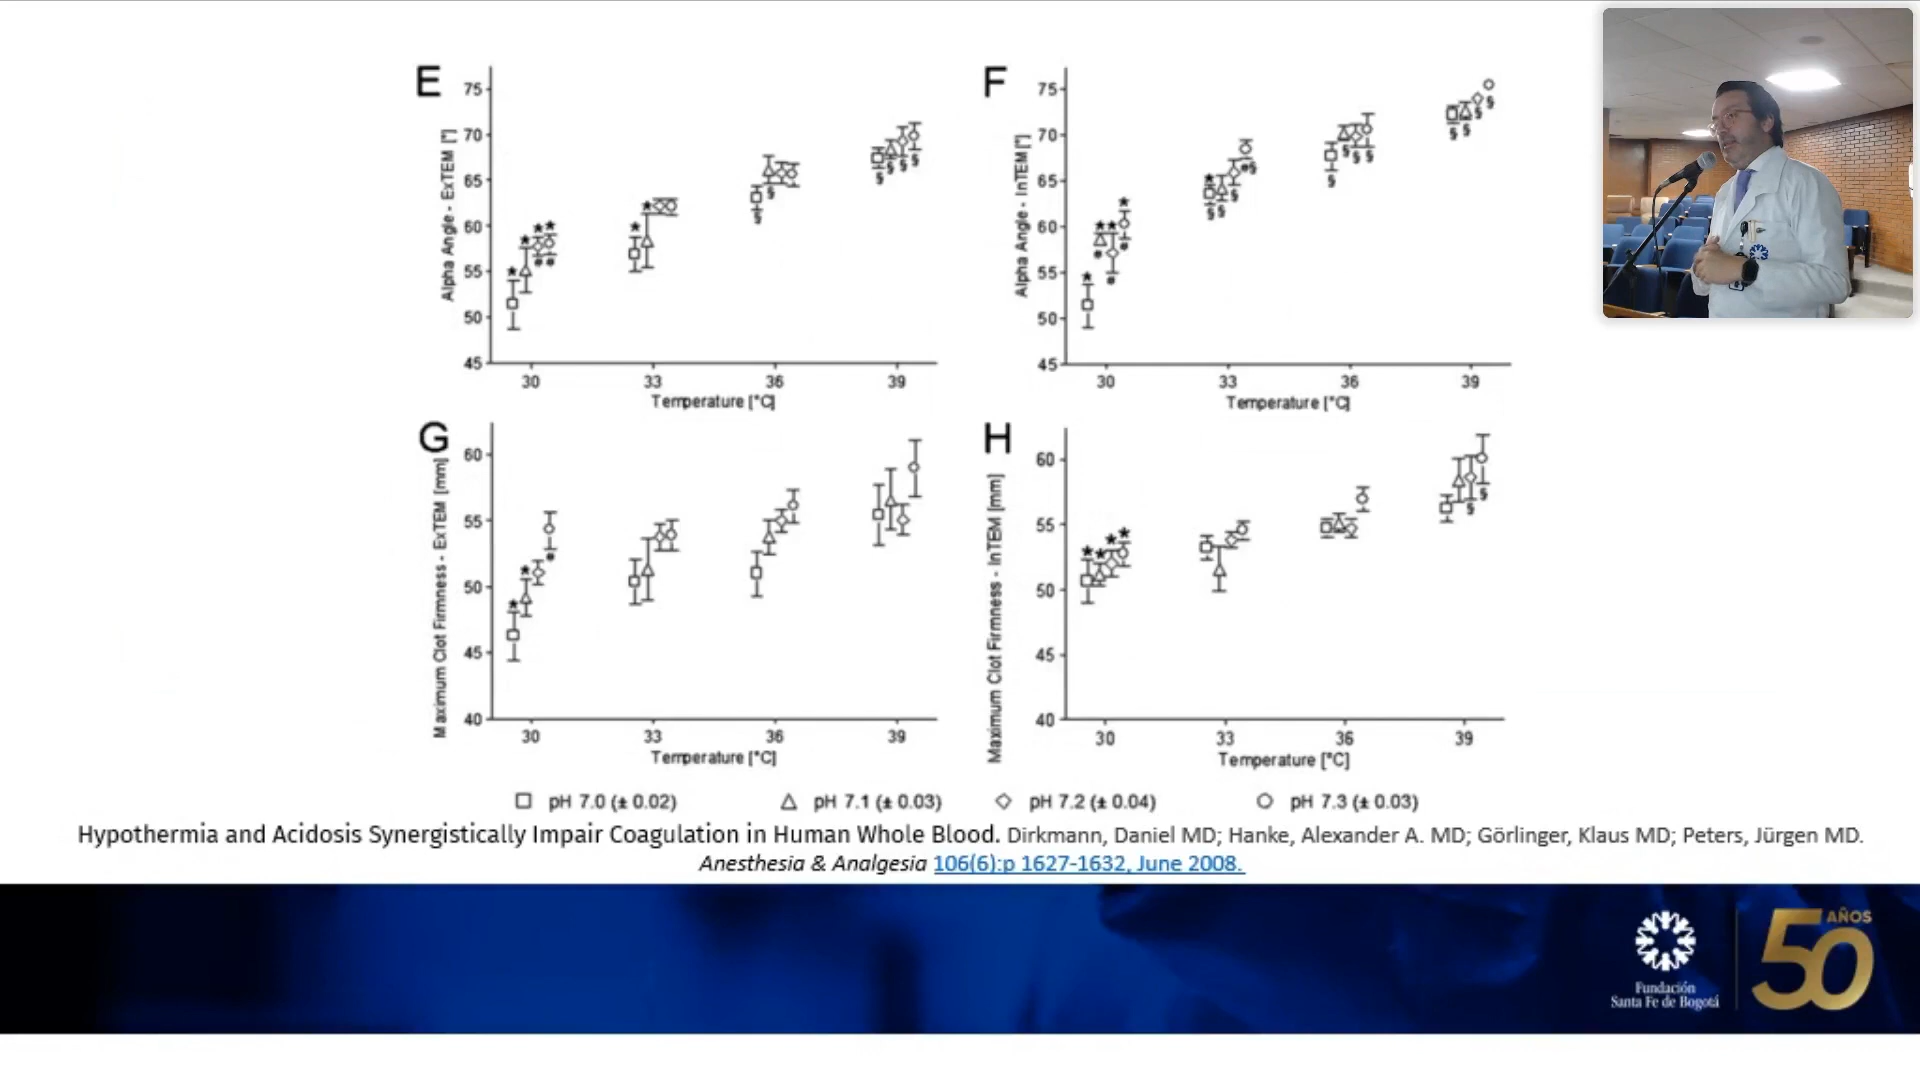 E
75
70
65
60
55
50
45
Alpha Angle - ExTEM [°]
30 33 36 39
Temperature [°C]
F
75
70
65
60
55
50
45
Alpha Angle - InTEM [°]
30 33 36 39
Temperature [°C]
G
60
55
50
45
40
Maximum Clot Firmness - ExTEM [mm]
30 33 36 39
Temperature [°C]
H
60
55
50
45
40
Maximum Clot Firmness - InTEM [mm]
30 33 36 39
Temperature [°C]
pH 7.0 (± 0.02) pH 7.1 (± 0.03) pH 7.2 (± 0.04) pH 7.3 (± 0.03)
Hypothermia and Acidosis Synergistically Impair Coagulation in Human Whole Blood. Dirkmann, Daniel MD; Hanke, Alexander A. MD; Görlinger, Klaus MD; Peters, Jürgen MD.
Anesthesia & Analgesia 106(6):p 1627-1632, June 2008.
Fundación
Santa Fe de Bogotá
50 AÑOS